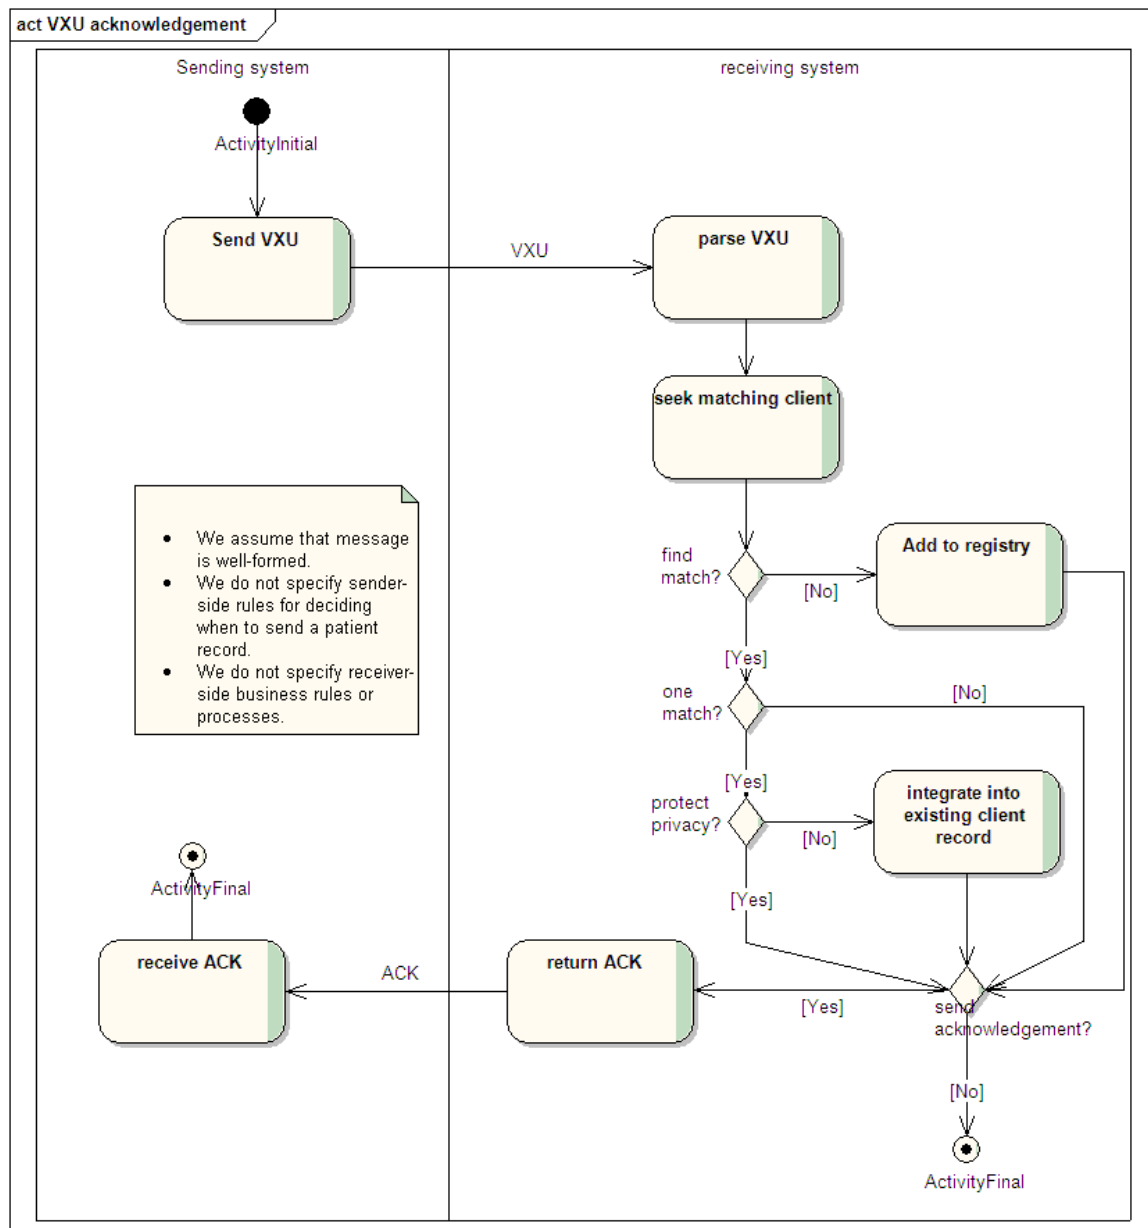 act VXU acknowledgement
Sending system
receiving system
ActivityInitial
Send VXU
VXU
parse VXU
seek matching client
• We assume that message
is well-formed.
• We do not specify sender-
side rules for deciding
when to send a patient
record.
• We do not specify receiver-
side business rules or
processes.
find
match?
[No]
Add to registry
[Yes]
one
match?
[No]
[Yes]
protect
privacy?
[No]
integrate into
existing client
record
[Yes]
ActivityFinal
receive ACK
ACK
return ACK
[Yes]
send
acknowledgement?
[No]
ActivityFinal